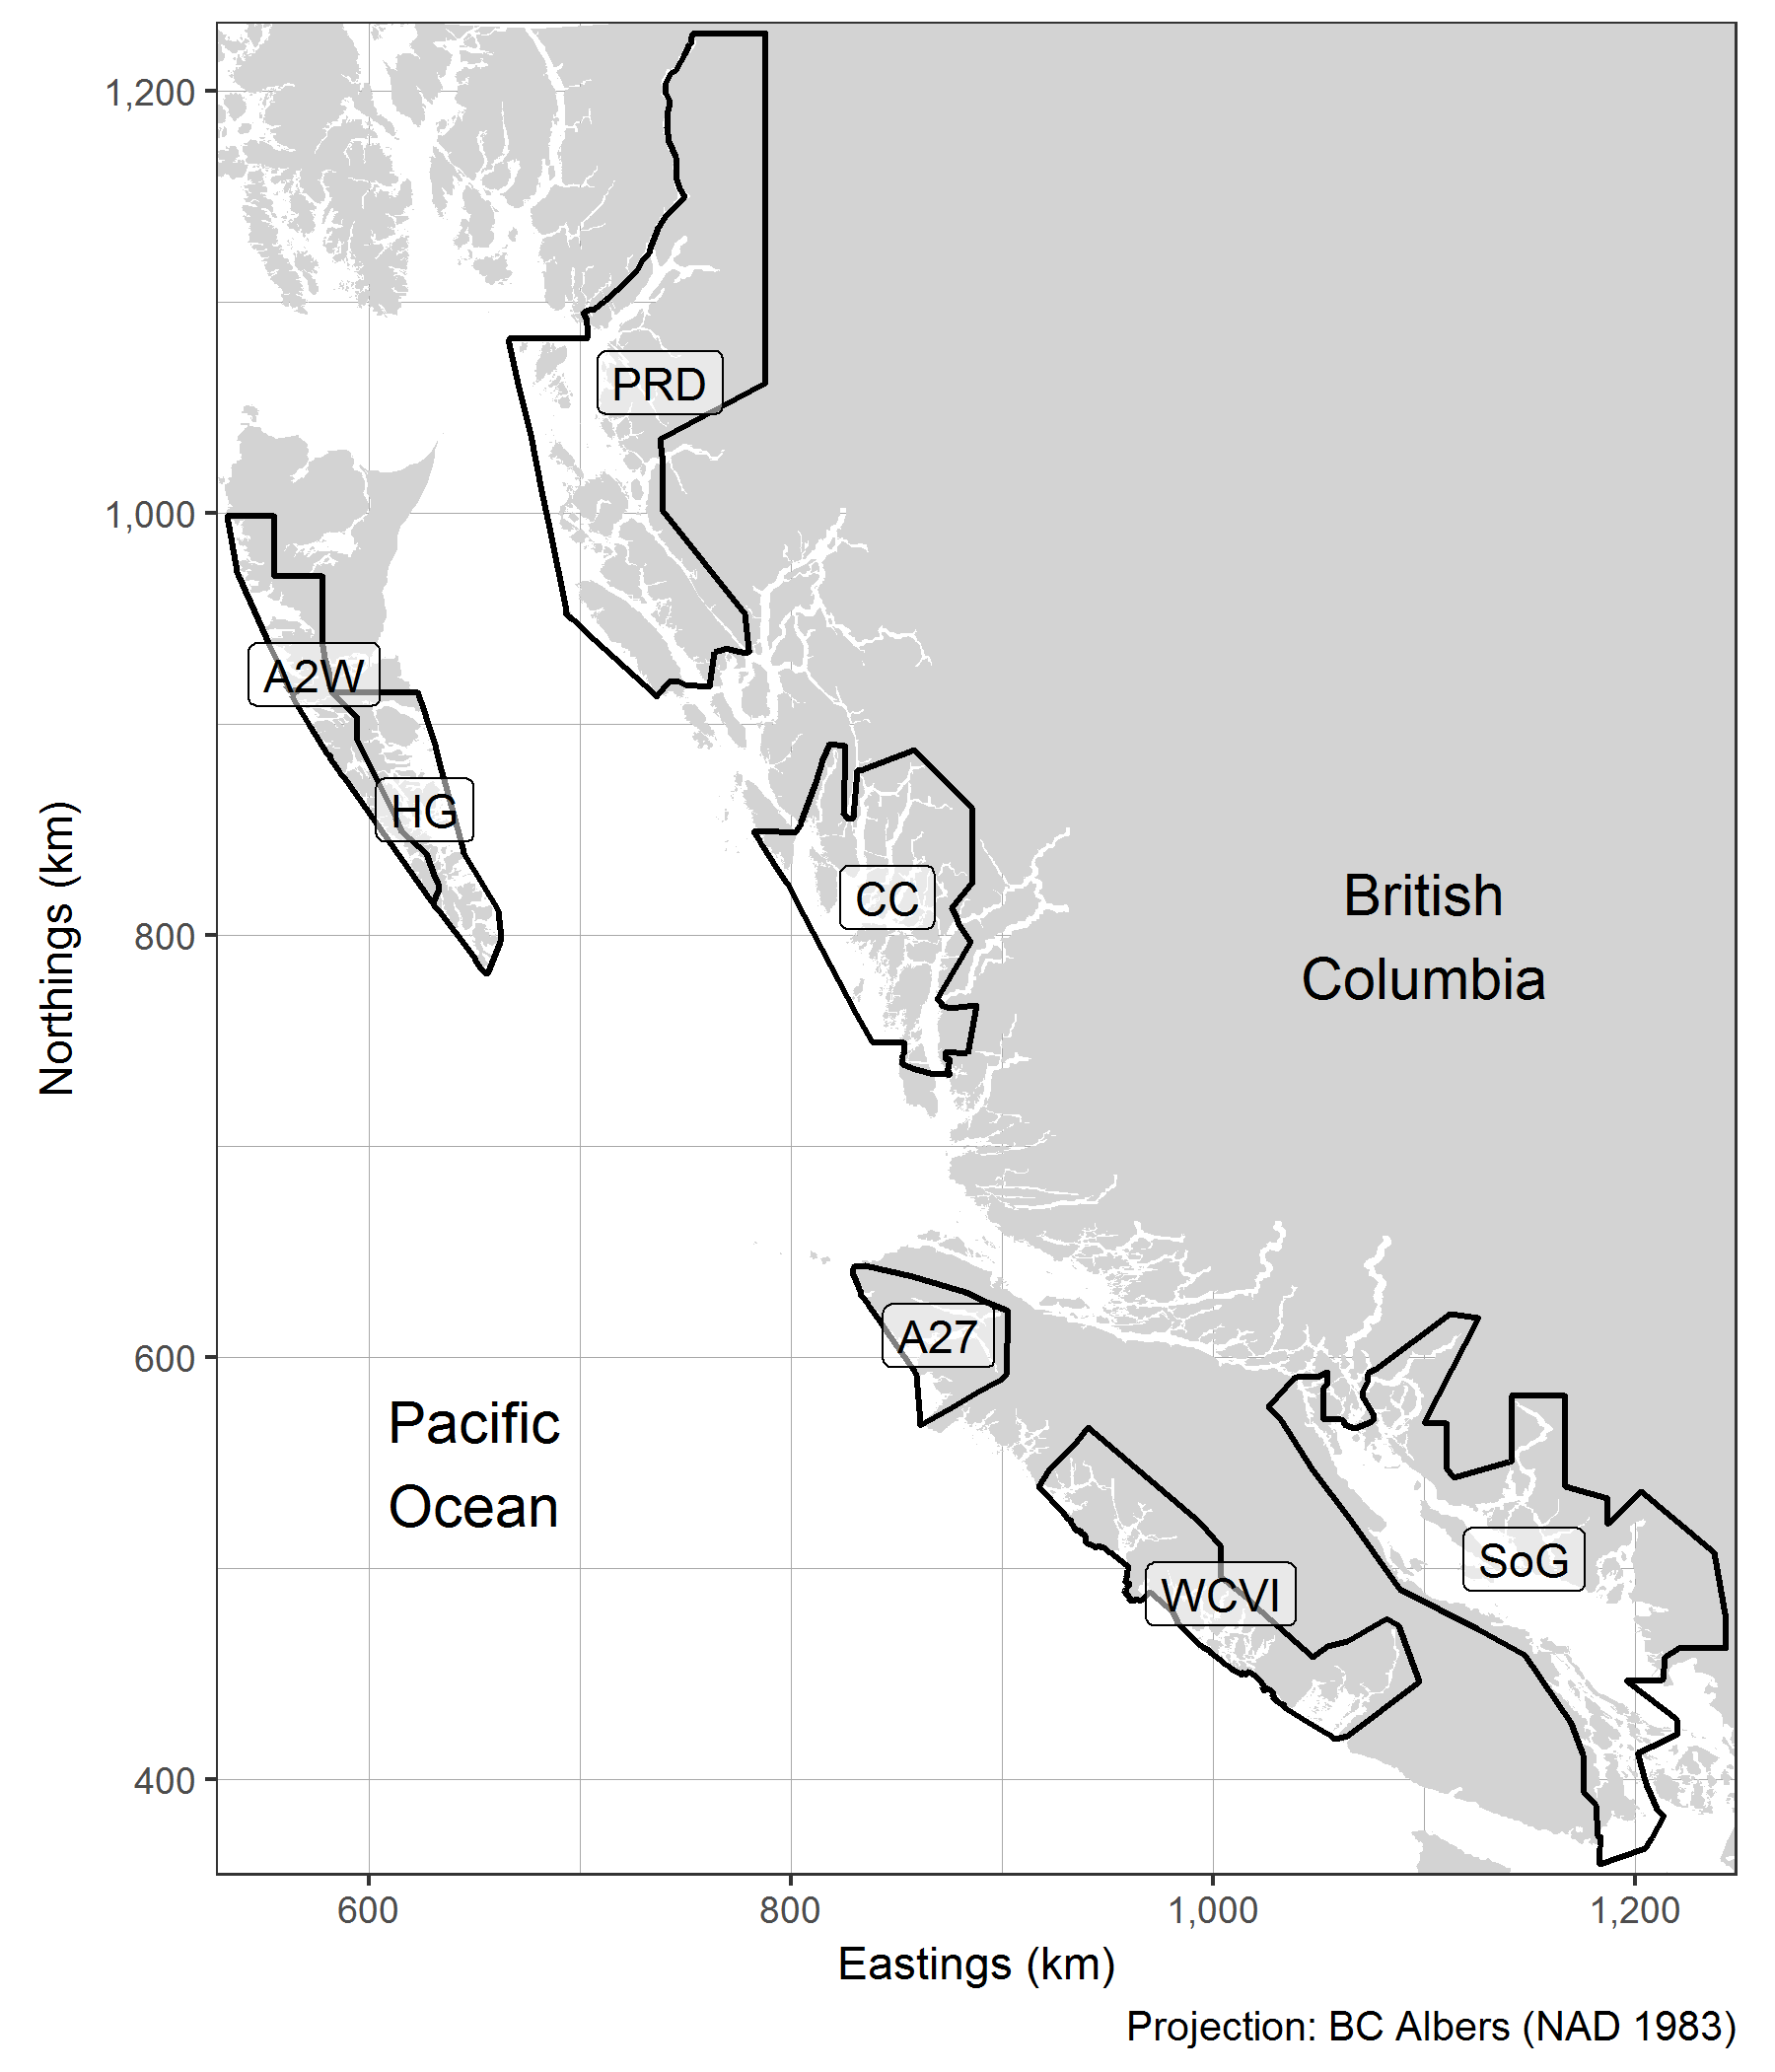 1,200
PRD
1,000
A2W
HG
800
CC
British
Columbia
Northings (km)
A27
600
Pacific
Ocean
SoG
WCVI
400
600
800
1,000
1,200
Eastings (km)
Projection: BC Albers (NAD 1983)